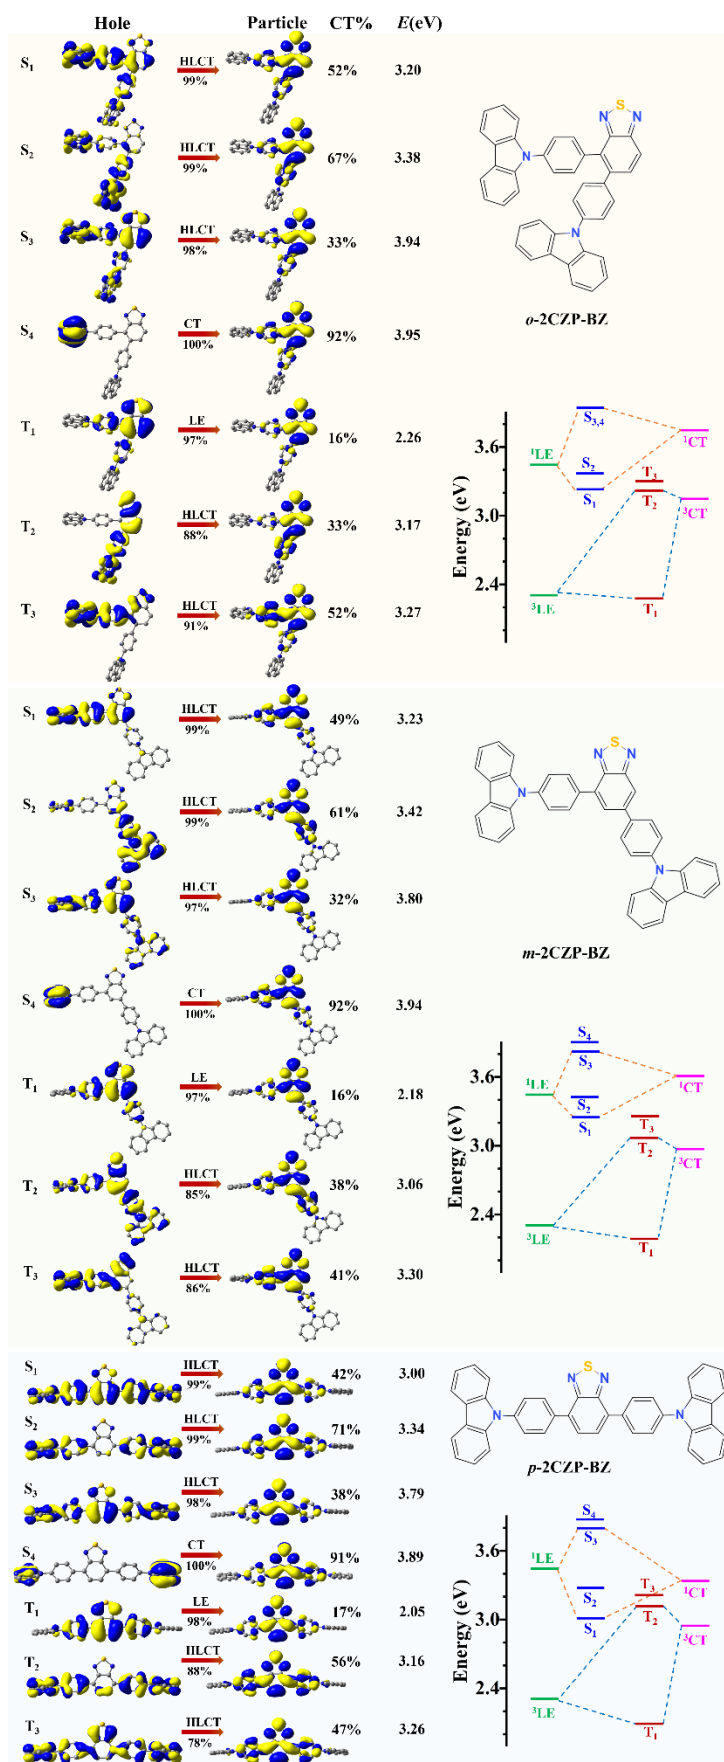 Hole Particle CT% E(eV)
S1 HLCT 99% 52% 3.20
S2 HLCT 99% 67% 3.38
S3 HLCT 98% 33% 3.94
S4 CT 100% 92% 3.95
T1 LE 97% 16% 2.26
T2 HLCT 88% 33% 3.17
T3 HLCT 91% 52% 3.27
S
N N
N
N
o-2CZP-BZ
Energy (eV)
3.6
3.0
2.4
S3,4
1LE
S2
S1
1CT
T3
T2
3CT
3LE
T1
S1 HLCT 99% 49% 3.23
S2 HLCT 99% 61% 3.42
S3 HLCT 97% 32% 3.80
S4 CT 100% 92% 3.94
T1 LE 97% 16% 2.18
T2 HLCT 85% 38% 3.06
T3 HLCT 86% 41% 3.30
S
N N
N
N
m-2CZP-BZ
Energy (eV)
3.6
3.0
2.4
S4
S3
1LE
S2
S1
1CT
T3
T2
3CT
3LE
T1
S1 HLCT 99% 42% 3.00
S2 HLCT 99% 71% 3.34
S3 HLCT 98% 38% 3.79
S4 CT 100% 91% 3.89
T1 LE 98% 17% 2.05
T2 HLCT 88% 56% 3.16
T3 HLCT 78% 47% 3.26
S
N N
N N
p-2CZP-BZ
Energy (eV)
3.6
3.0
2.4
S4
S3
1LE
S2
S1
T3
1CT
T2
3CT
3LE
T1